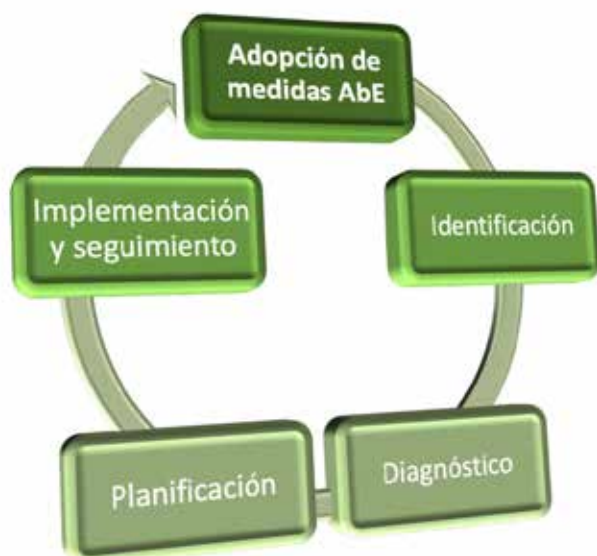 Adopción de
medidas AbE
Identificación
Diagnóstico
Planificación
Implementación
y seguimiento